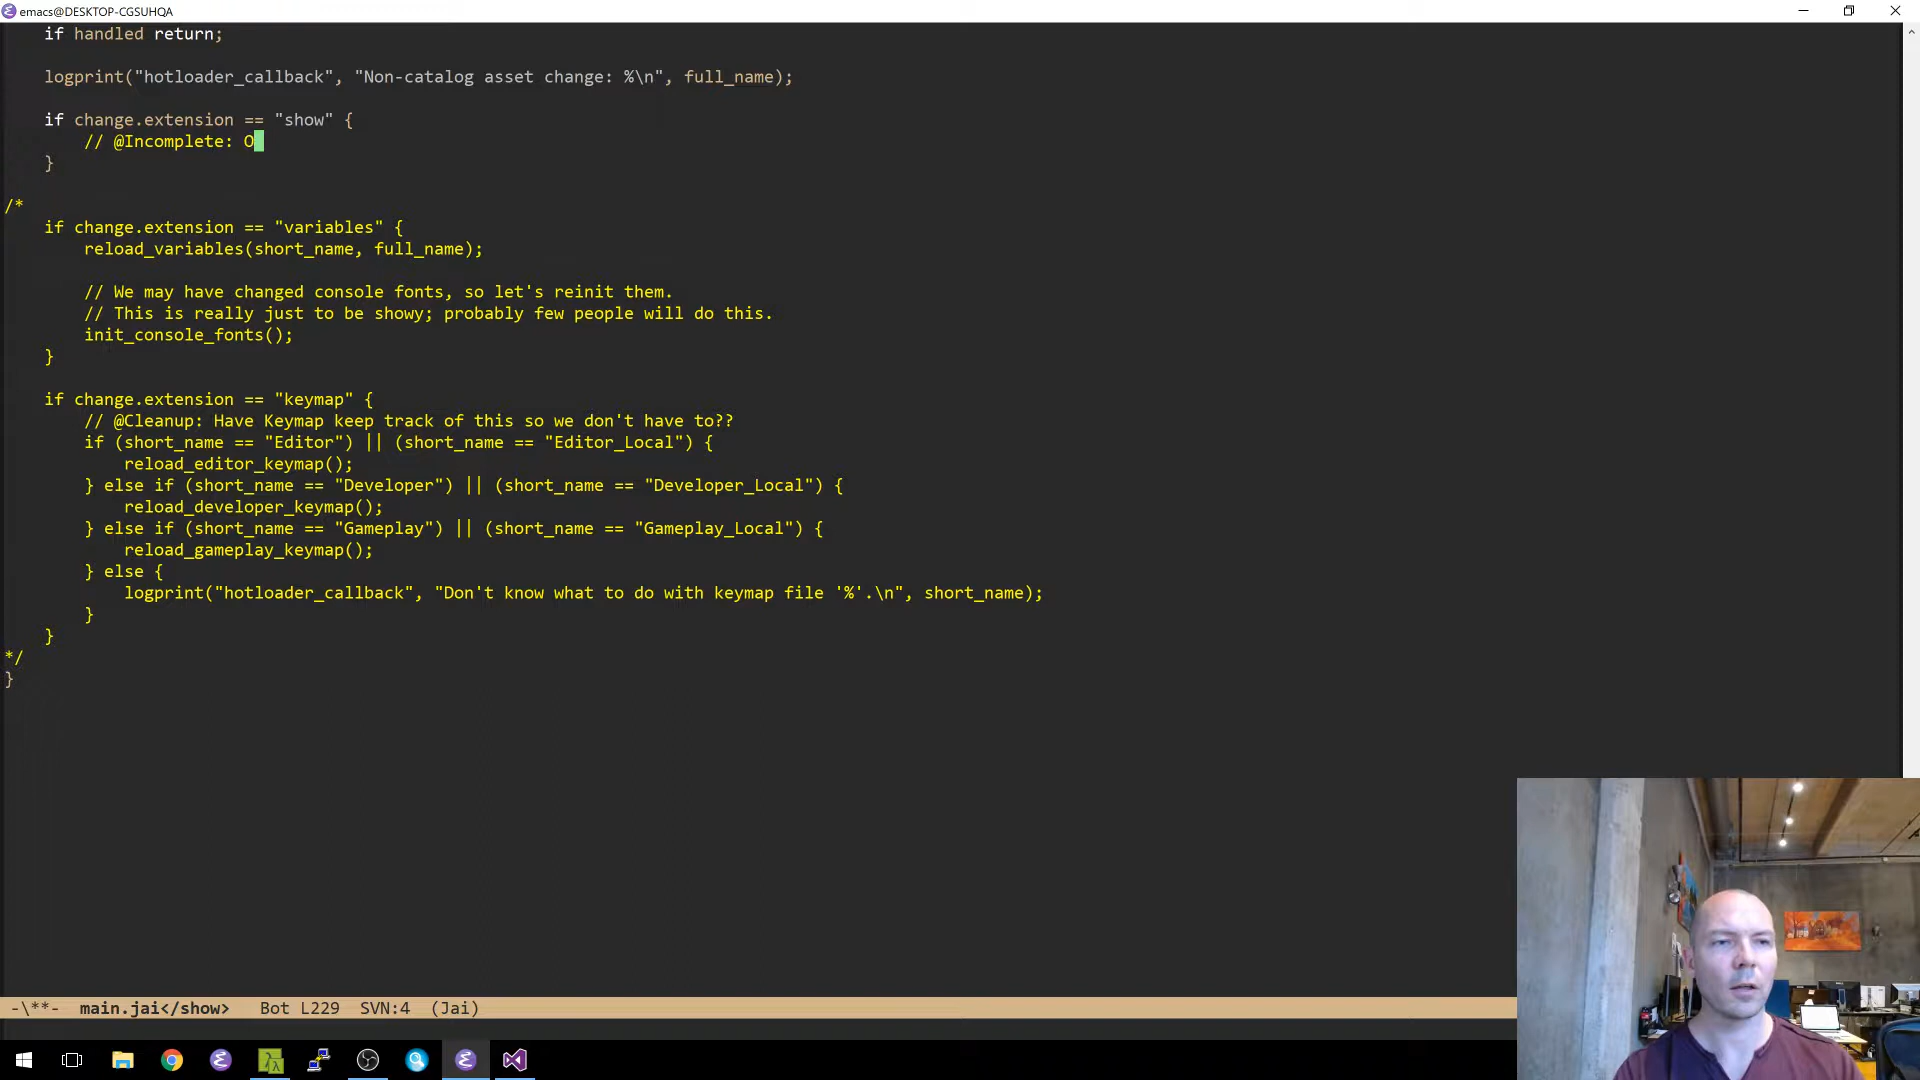 emacs@DESKTOP-CGSUHQA
if handled return;
logprint("hotloader_callback", "Non-catalog asset change: %\n", full_name);
if change.extension == "show" {
// @Incomplete: O
}
/*
if change.extension == "variables" {
reload_variables(short_name, full_name);
// We may have changed console fonts, so let's reinit them.
// This is really just to be showy; probably few people will do this.
init_console_fonts();
}
if change.extension == "keymap" {
// @Cleanup: Have Keymap keep track of this so we don't have to??
if (short_name == "Editor") || (short_name == "Editor_Local") {
reload_editor_keymap();
} else if (short_name == "Developer") || (short_name == "Developer_Local") {
reload_developer_keymap();
} else if (short_name == "Gameplay") || (short_name == "Gameplay_Local") {
reload_gameplay_keymap();
} else {
logprint("hotloader_callback", "Don't know what to do with keymap file '%'.\n", short_name);
}
}
*/
}
-\**-  main.jai</show>   Bot L229  SVN:4  (Jai)